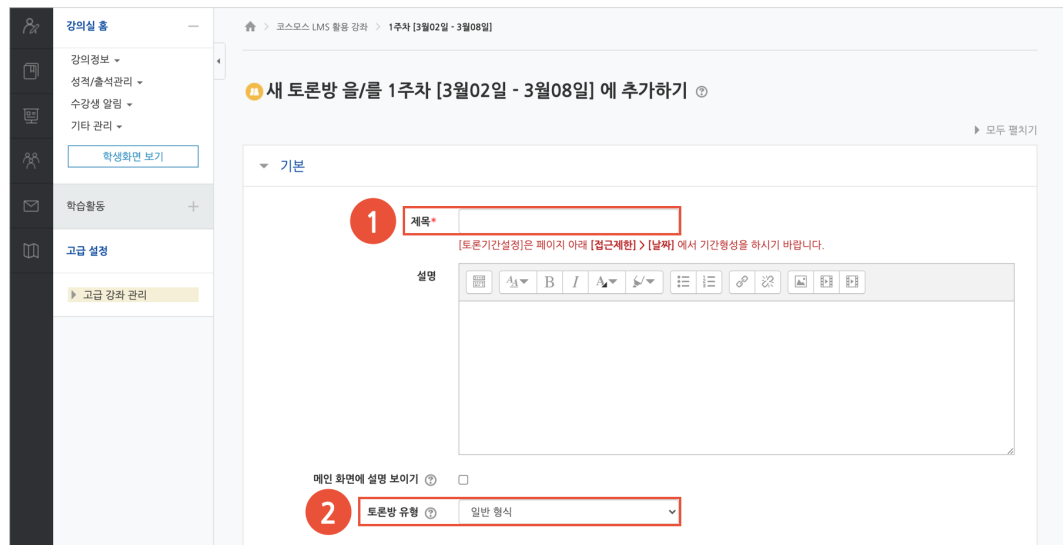 강의실 홈
코스모스 LMS 활용 강좌 > 1주차 [3월02일 - 3월08일]
강의정보
성적/출석관리
수강생 알림
기타 관리
학생화면 보기
학습활동
고급 설정
고급 강좌 관리
새 토론방 을/를 1주차 [3월02일 - 3월08일] 에 추가하기
모두 펼치기
기본
1 제목*
[토론기간설정]은 페이지 아래 [접근제한] > [날짜] 에서 기간형성을 하시기 바랍니다.
설명
메인 화면에 설명 보이기
2 토론방 유형 일반 형식